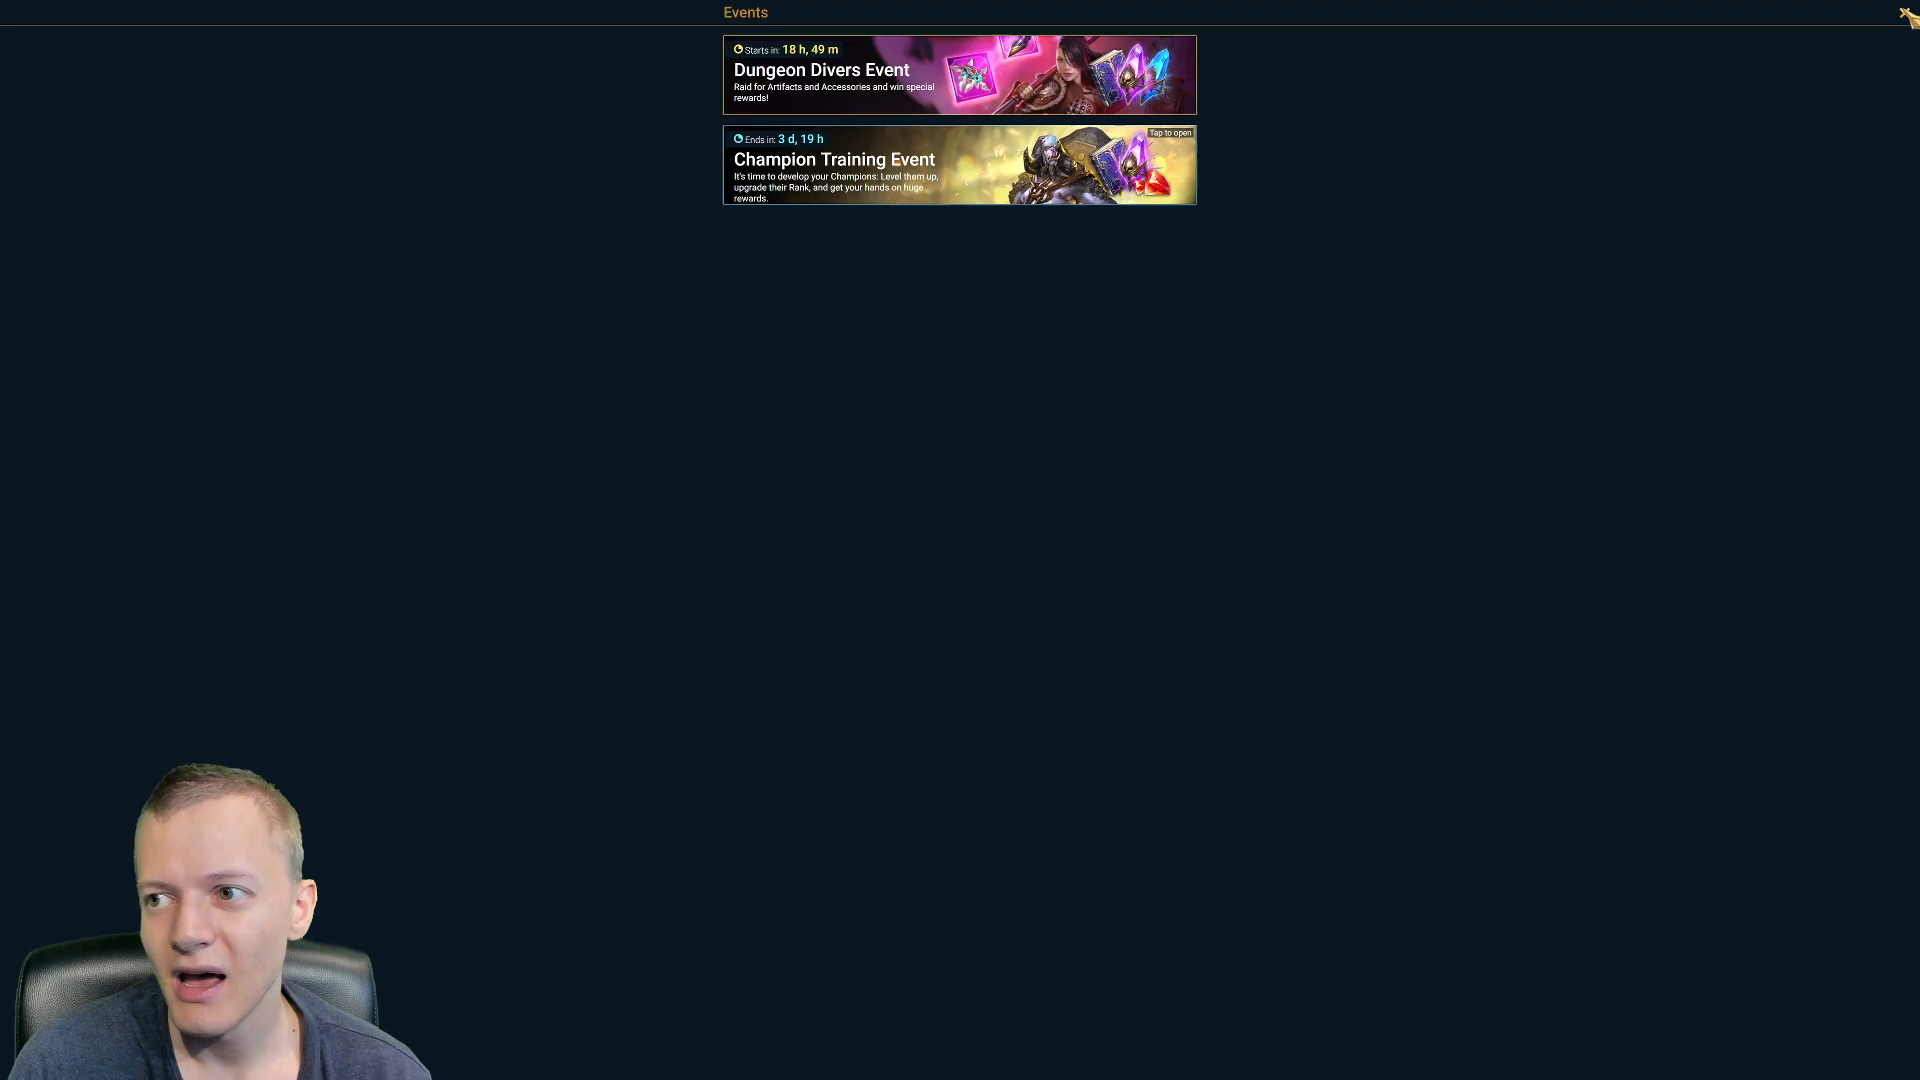 Events
Starts in: 18 h, 49 m
Dungeon Divers Event
Raid for Artifacts and Accessories and win special
rewards!
Ends in: 3 d, 19 h
Tap to open
Champion Training Event
It's time to develop your Champions: Level them up,
upgrade their Rank, and get your hands on huge
rewards.